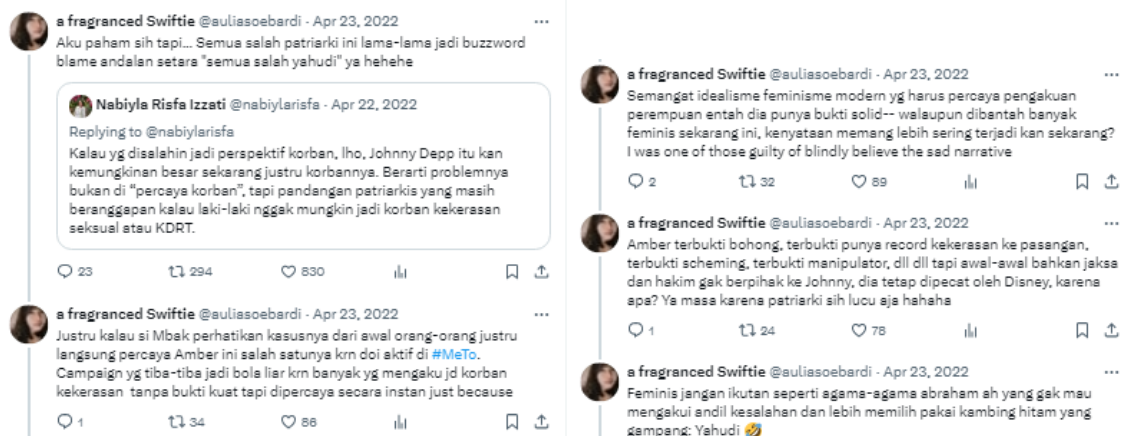 a fragranced Swiftie @auliasoebardi · Apr 23, 2022
Aku paham sih tapi... Semua salah patriarki ini lama-lama jadi buzzword
blame andalan setara "semua salah yahudi" ya hehehe
Nabiyla Risfa Izzati @nabiylarisfa · Apr 22, 2022
Replying to @nabiylarisfa
Kalau yg disalahin jadi perspektif korban, lho, Johnny Depp itu kan
kemungkinan besar sekarang justru korbannya. Berarti problemnya
bukan di “percaya korban”, tapi pandangan patriarkis yang masih
beranggapan kalau laki-laki nggak mungkin jadi korban kekerasan
seksual atau KDRT.
23 294 830
a fragranced Swiftie @auliasoebardi · Apr 23, 2022
Justru kalau si Mbak perhatikan kasusnya dari awal orang-orang justru
langsung percaya Amber ini salah satunya krn doi aktif di #MeTo.
Campaign yg tiba-tiba jadi bola liar krn banyak yg mengaku jd korban
kekerasan tanpa bukti kuat tapi dipercaya secara instan just because
1 34 86
a fragranced Swiftie @auliasoebardi · Apr 23, 2022
Semangat idealisme feminisme modern yg harus percaya pengakuan
perempuan entah dia punya bukti solid-- walaupun dibantah banyak
feminis sekarang ini, kenyataan memang lebih sering terjadi kan sekarang?
I was one of those guilty of blindly believe the sad narrative
2 32 89
a fragranced Swiftie @auliasoebardi · Apr 23, 2022
Amber terbukti bohong, terbukti punya record kekerasan ke pasangan,
terbukti scheming, terbukti manipulator, dll dll tapi awal-awal bahkan jaksa
dan hakim gak berpihak ke Johnny, dia tetap dipecat oleh Disney, karena
apa? Ya masa karena patriarki sih lucu aja hahaha
1 24 78
a fragranced Swiftie @auliasoebardi · Apr 23, 2022
Feminis jangan ikutan seperti agama-agama abraham ah yang gak mau
mengakui andil kesalahan dan lebih memilih pakai kambing hitam yang
gampang: Yahudi 🤣